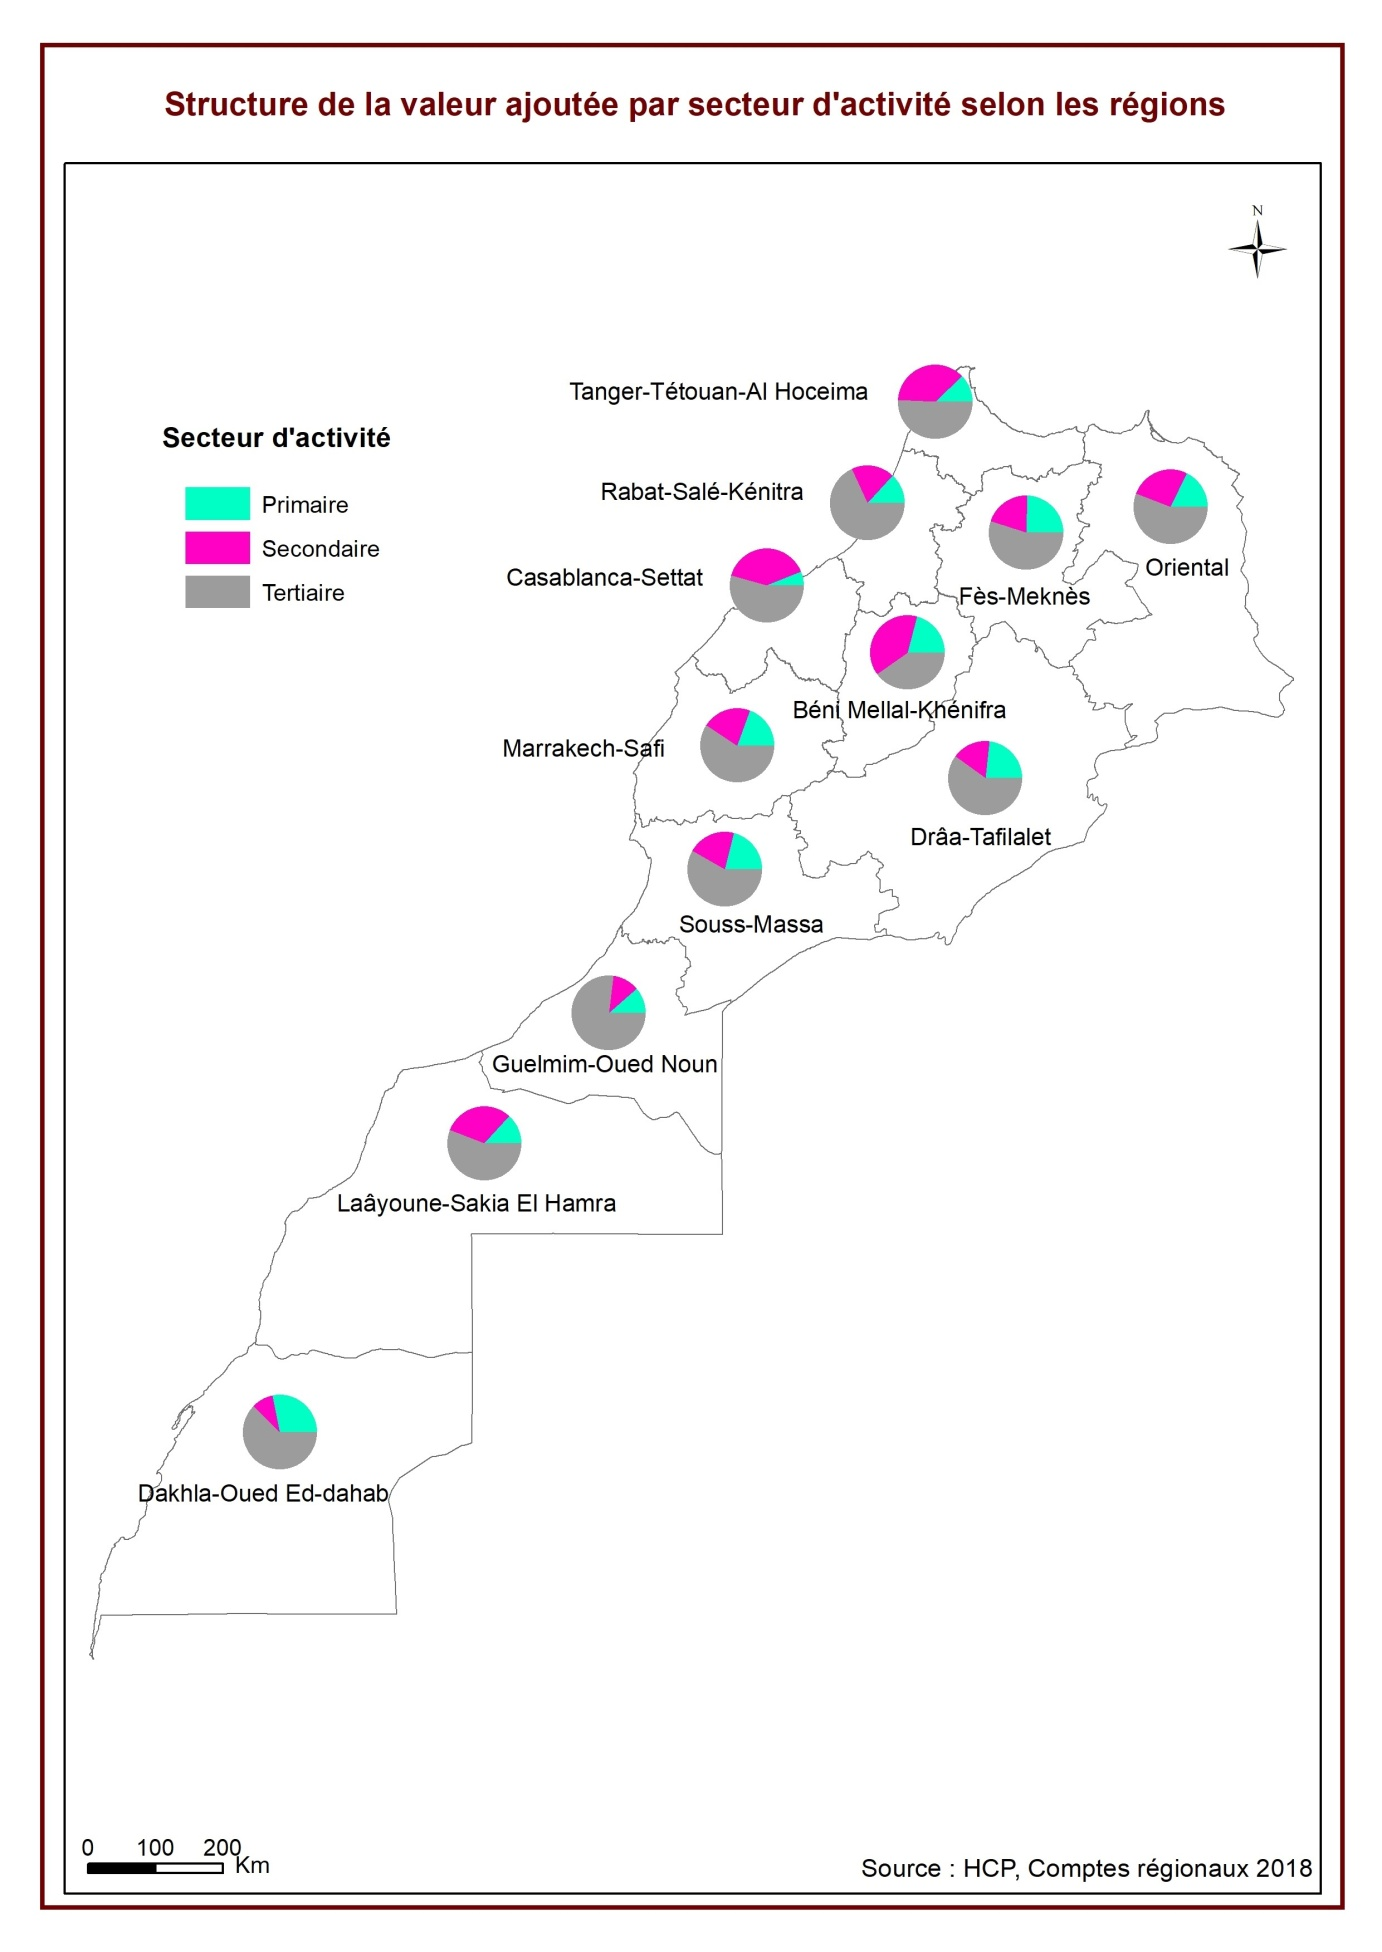 Structure de la valeur ajoutée par secteur d'activité selon les régions
N
Tanger-Tétouan-Al Hoceima
Secteur d'activité
Primaire
Secondaire
Tertiaire
Rabat-Salé-Kénitra
Oriental
Casablanca-Settat
Fès-Meknès
Béni Mellal-Khénifra
Marrakech-Safi
Drâa-Tafilalet
Souss-Massa
Guelmim-Oued Noun
Laâyoune-Sakia El Hamra
Dakhla-Oued Ed-dahab
0 100 200
Km
Source : HCP, Comptes régionaux 2018